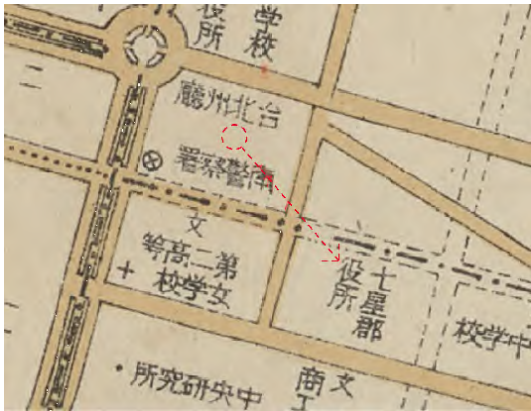 学校
役所
台北州廳
南警察署
文
第二高等
女学校
七星郡
役所
中学校
中央研究所
文
商工
二